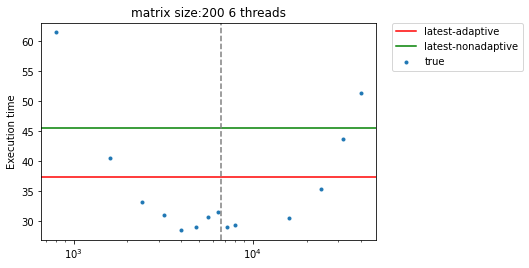 matrix size:200 6 threads
latest-adaptive
latest-nonadaptive
true
Execution time
60
55
50
45
40
35
30
10³
10⁴